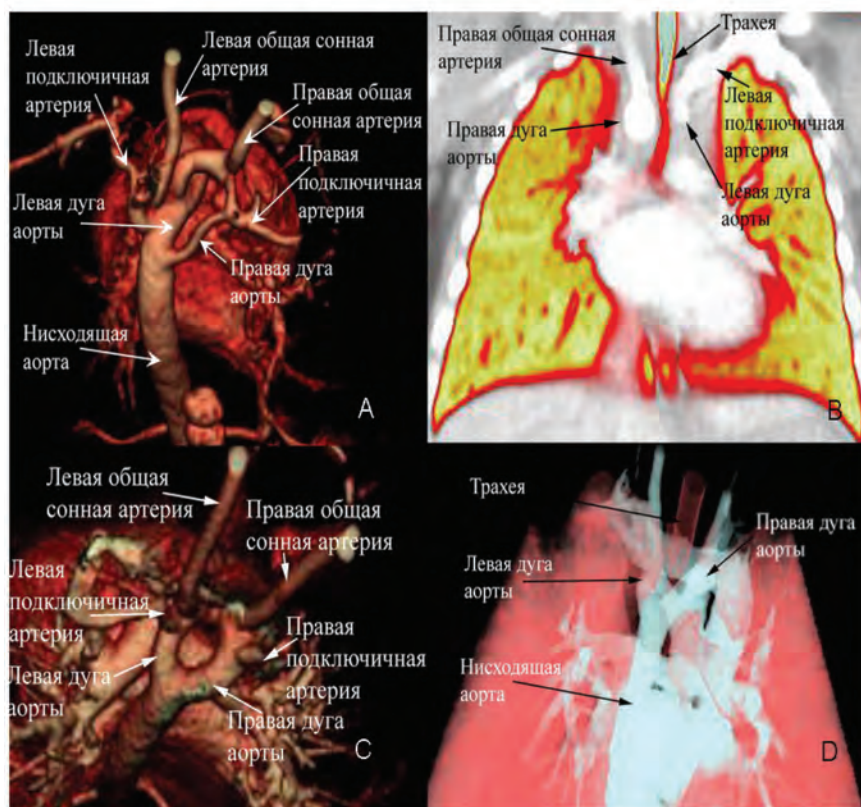 Левая
подключичная
артерия
Левая общая сонная
артерия
Правая общая
сонная артерия
Правая
подключичная
артерия
Левая дуга
аорты
Правая дуга
аорты
Нисходящая
аорта
A
Правая общая сонная
артерия
Трахея
Правая дуга
аорты
Левая
подключичная
артерия
Левая дуга
аорты
B
Левая общая
сонная артерия
Правая общая
сонная артерия
Левая
подключичная
артерия
Правая
подключичная
артерия
Левая дуга
аорты
Правая дуга
аорты
C
Трахея
Правая дуга
аорты
Левая дуга
аорты
Нисходящая
аорта
D